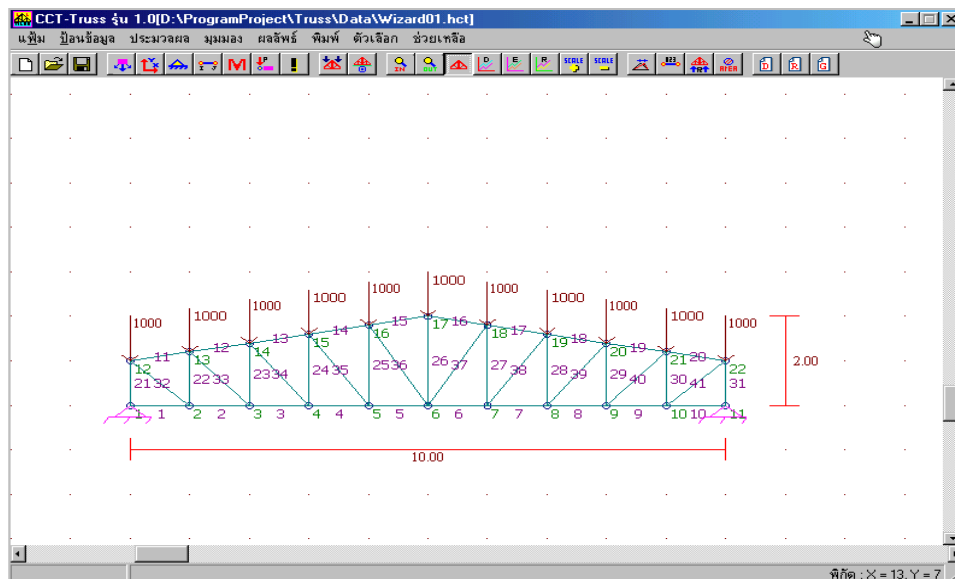 CCT-Truss รุ่น 1.0[D:\ProgramProject\Truss\Data\Wizard01.hct]
แฟ้ม ป้อนข้อมูล ประมวลผล มุมมอง ผลลัพธ์ พิมพ์ ตัวเลือก ช่วยเหลือ
IN OUT D E R SCALE SCALE 123 AREA D R G
1000
1000 1000
1000 1000
1000 1000
1000 1000
1000 1000
15 17 16
14 16 18 17
13 15 19 18
12 14 20 19
11 13 21 20
12 22
2.00
21 32 22 33 23 34 24 35 25 36 26 37 27 38 28 39 29 40 30 41 31
1 1 2 2 3 3 4 4 5 5 6 6 7 7 8 8 9 9 10 10 11
10.00
พิกัด : X = 13, Y = 7